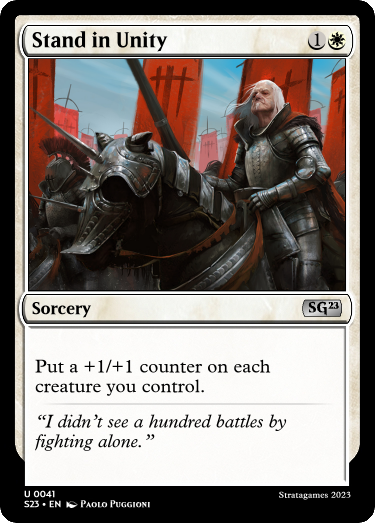 Stand in Unity 1
Sorcery SG23
Put a +1/+1 counter on each
creature you control.
“I didn’t see a hundred battles by
fighting alone.”
U 0041 Stratagames 2023
S23 • EN Paolo Puggioni